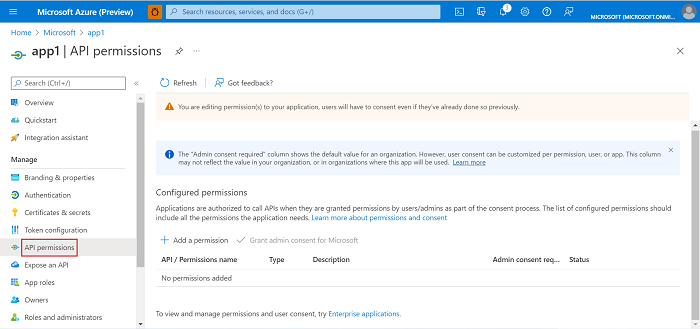 Microsoft Azure (Preview)
Search resources, services, and docs (G+/)
1
MICROSOFT (MICROSOFT.ONMI...
Home > Microsoft > app1
app1 | API permissions
Search (Ctrl+/)
Overview
Quickstart
Integration assistant
Manage
Branding & properties
Authentication
Certificates & secrets
Token configuration
API permissions
Expose an API
App roles
Owners
Roles and administrators
Refresh
Got feedback?
You are editing permission(s) to your application, users will have to consent even if they've already done so previously.
The "Admin consent required" column shows the default value for an organization. However, user consent can be customized per permission, user, or app. This column
may not reflect the value in your organization, or in organizations where this app will be used. Learn more
Configured permissions
Applications are authorized to call APIs when they are granted permissions by users/admins as part of the consent process. The list of configured permissions should
include all the permissions the application needs. Learn more about permissions and consent
Add a permission
Grant admin consent for Microsoft
API / Permissions name Type Description Admin consent req... Status
No permissions added
To view and manage permissions and user consent, try Enterprise applications.